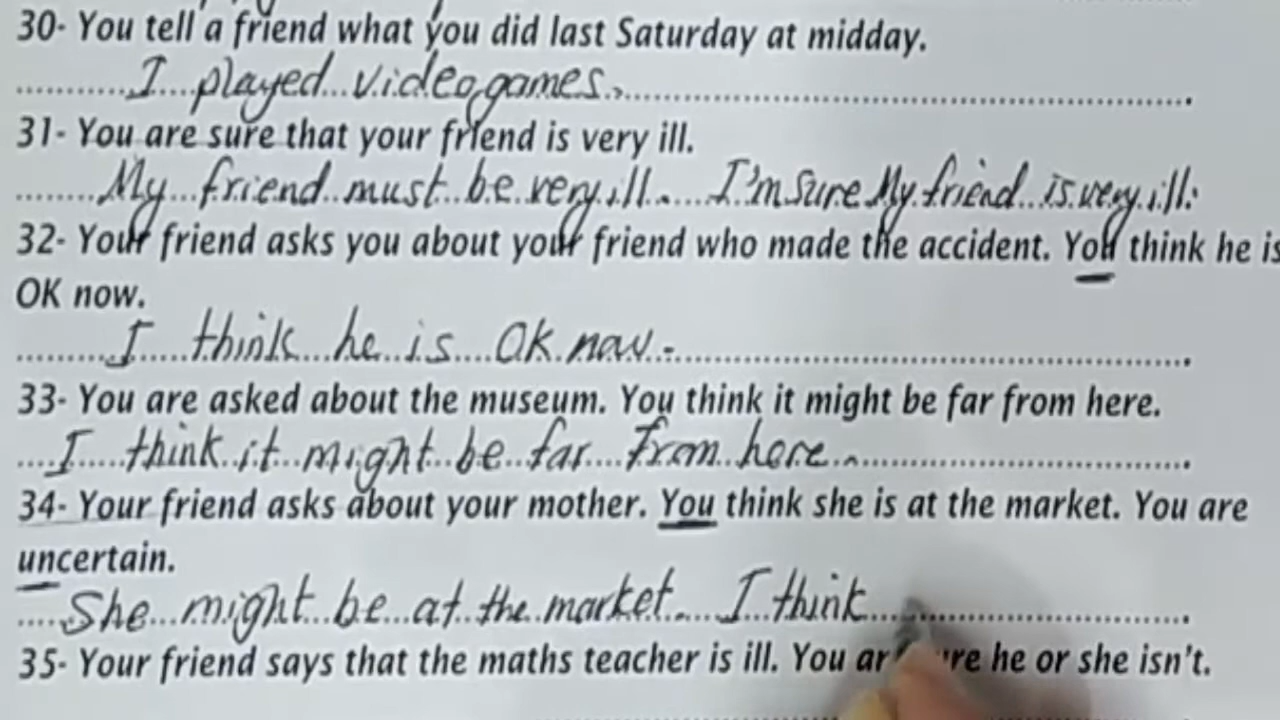 30- You tell a friend what you did last Saturday at midday.
I played video games.
31- You are sure that your friend is very ill.
My friend must be very ill. I'm sure My friend is very ill.
32- Your friend asks you about your friend who made the accident. You think he is
OK now.
I think he is OK now.
33- You are asked about the museum. You think it might be far from here.
I think it might be far from here.
34- Your friend asks about your mother. You think she is at the market. You are
uncertain.
She might be at the market. I think
35- Your friend says that the maths teacher is ill. You are sure he or she isn't.